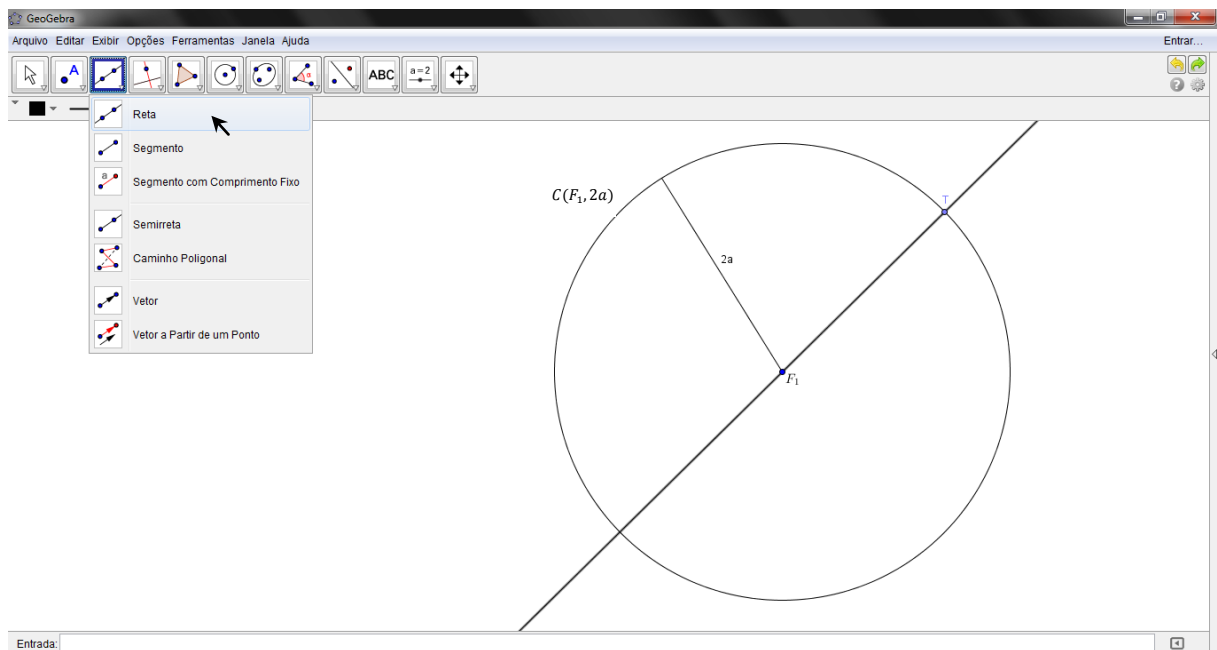 GeoGebra
Arquivo Editar Exibir Opções Ferramentas Janela Ajuda
Entrar...
A
α
ABC
a=2
Reta
Segmento
a
Segmento com Comprimento Fixo
Semirreta
Caminho Poligonal
Vetor
Vetor a Partir de um Ponto
C(F₁, 2a)
T
2a
F₁
Entrada: